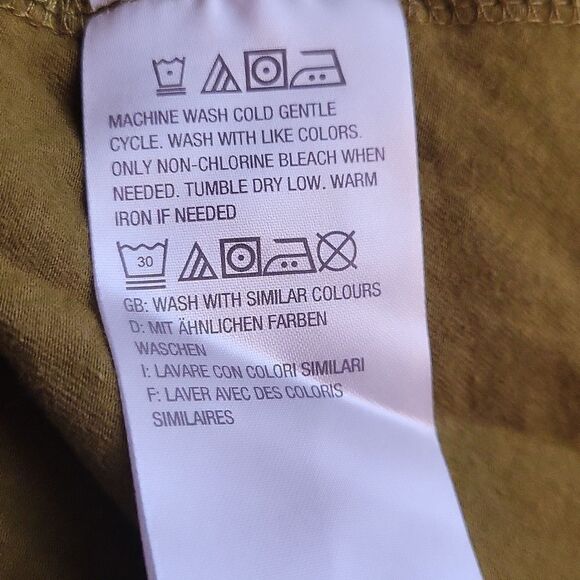 MACHINE WASH COLD GENTLE
CYCLE. WASH WITH LIKE COLORS.
ONLY NON-CHLORINE BLEACH WHEN
NEEDED. TUMBLE DRY LOW. WARM
IRON IF NEEDED
30
GB: WASH WITH SIMILAR COLOURS
D: MIT ÄHNLICHEN FARBEN
WASCHEN
I: LAVARE CON COLORI SIMILARI
F: LAVER AVEC DES COLORIS
SIMILAIRES